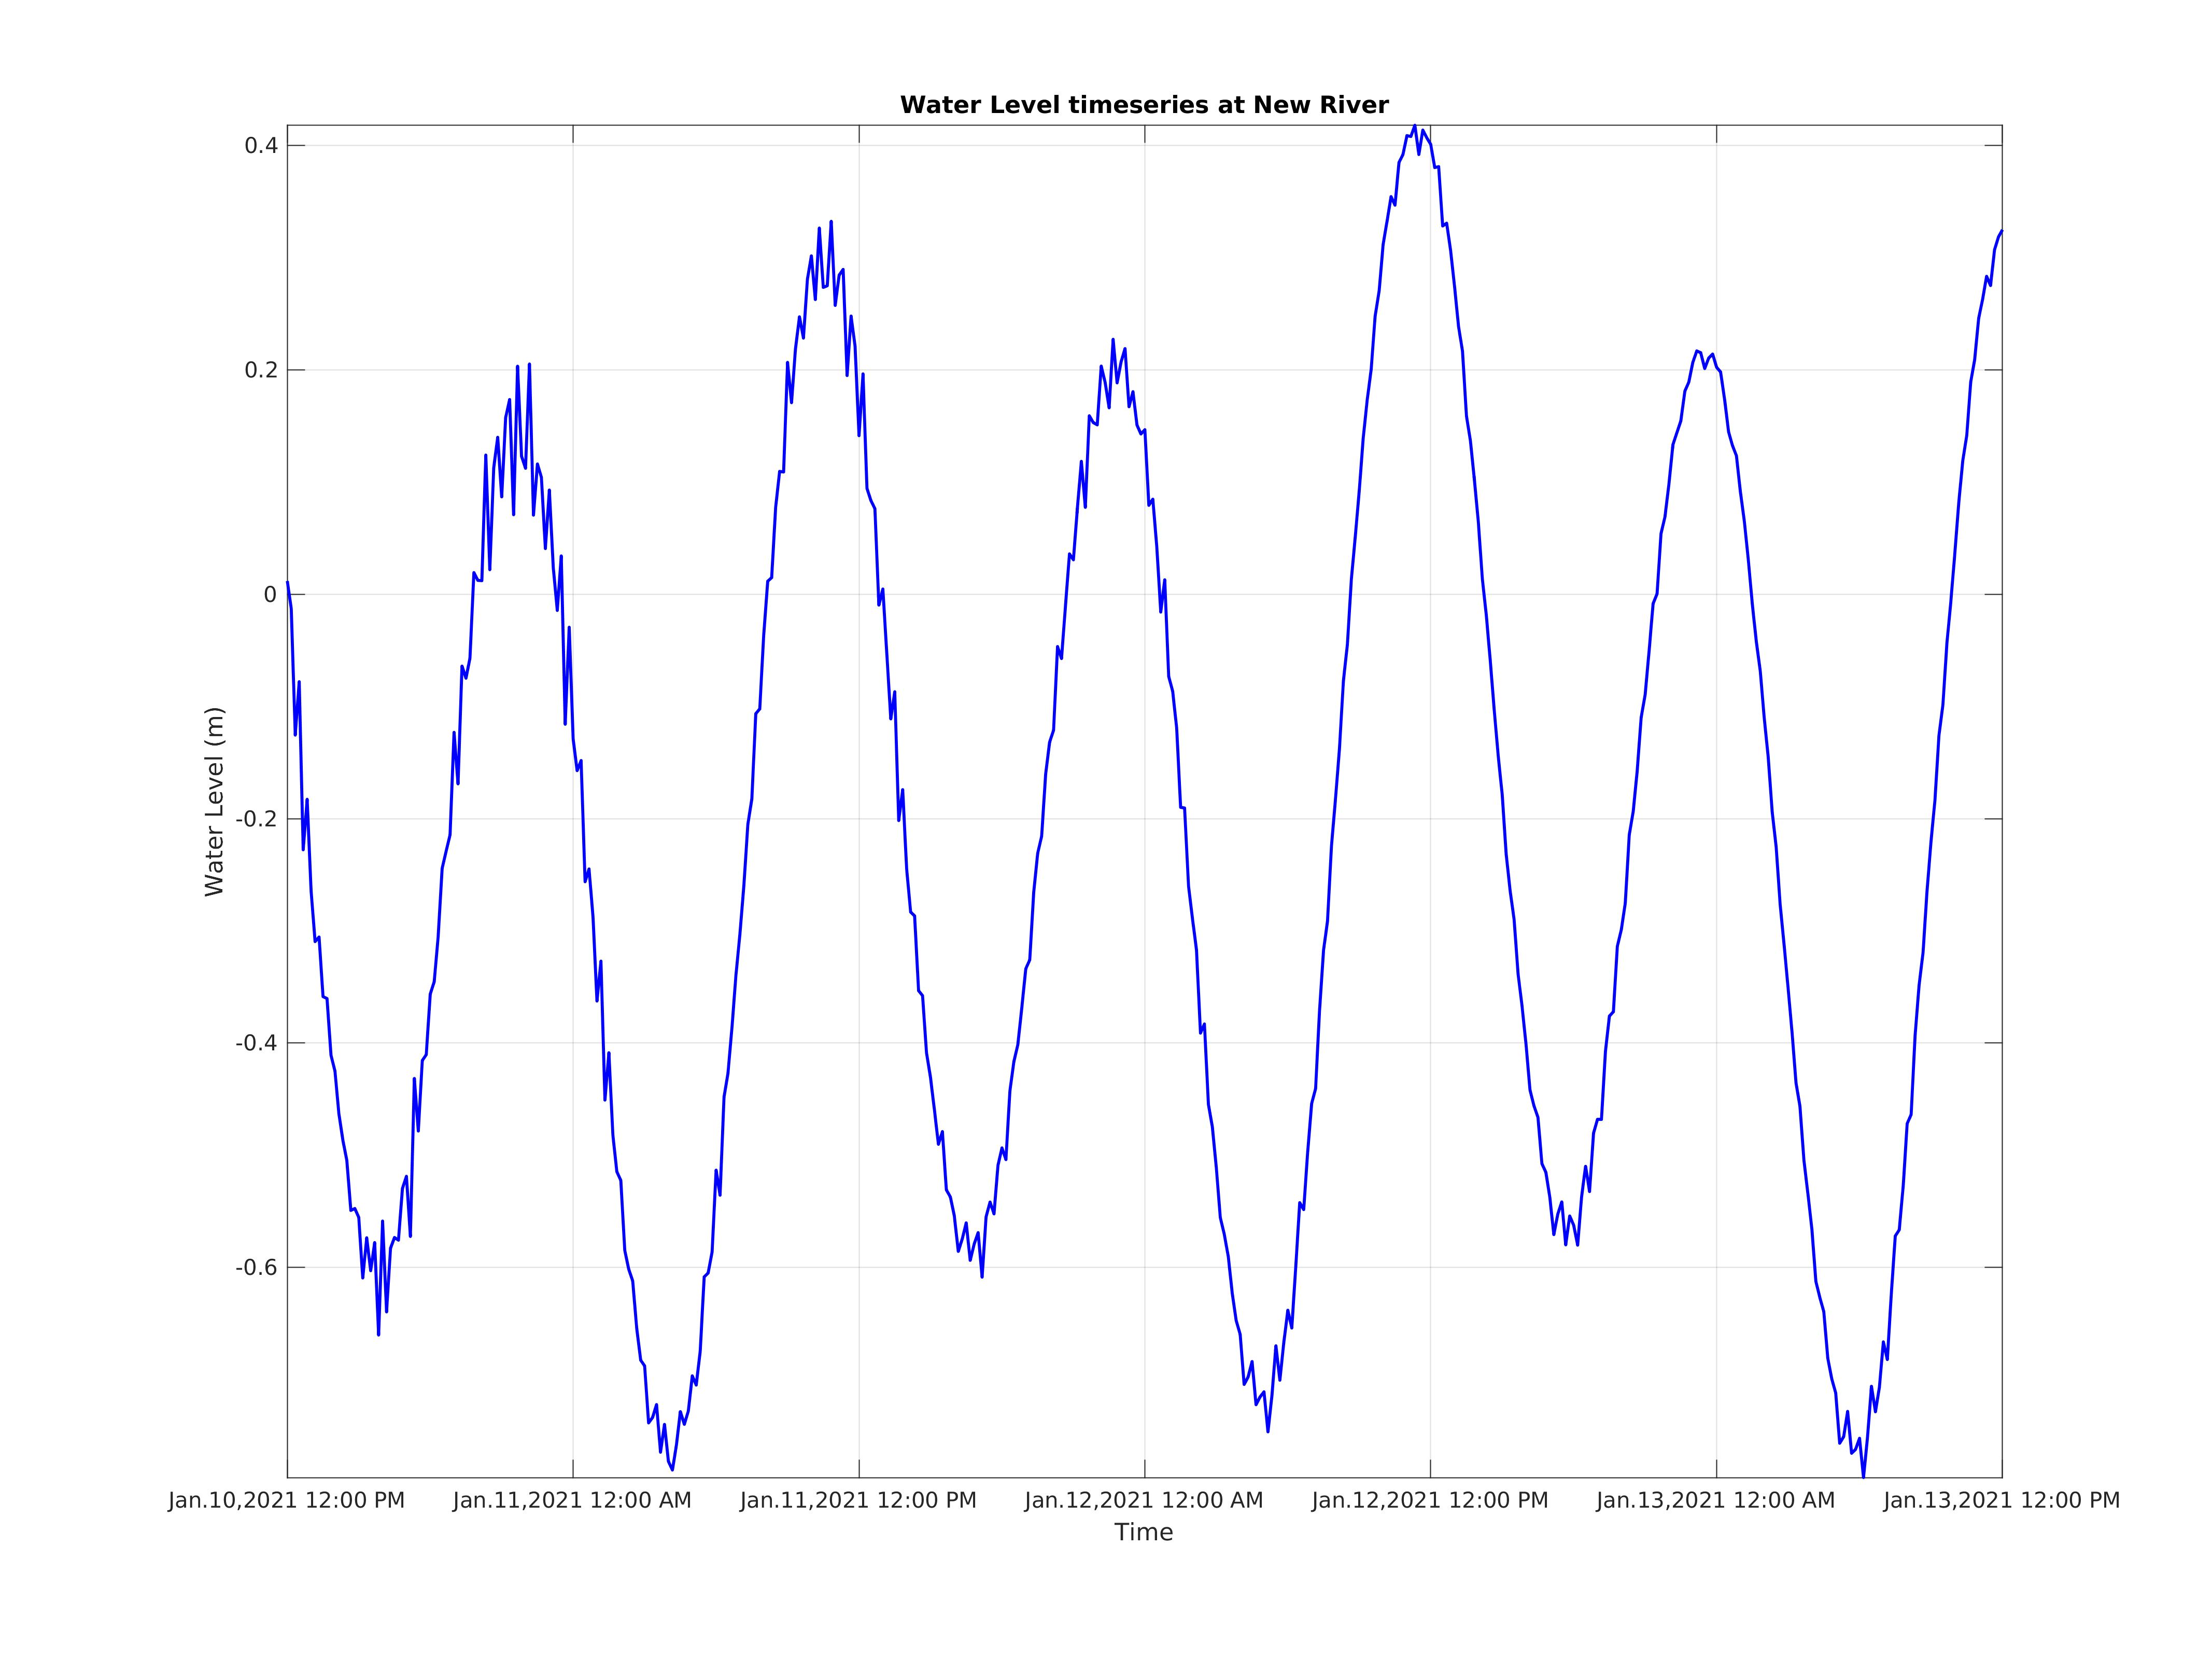 Water Level timeseries at New River
0.4
0.2
0
-0.2
-0.4
-0.6
Water Level (m)
Jan.10,2021 12:00 PM Jan.11,2021 12:00 AM Jan.11,2021 12:00 PM Jan.12,2021 12:00 AM Jan.12,2021 12:00 PM Jan.13,2021 12:00 AM Jan.13,2021 12:00 PM
Time